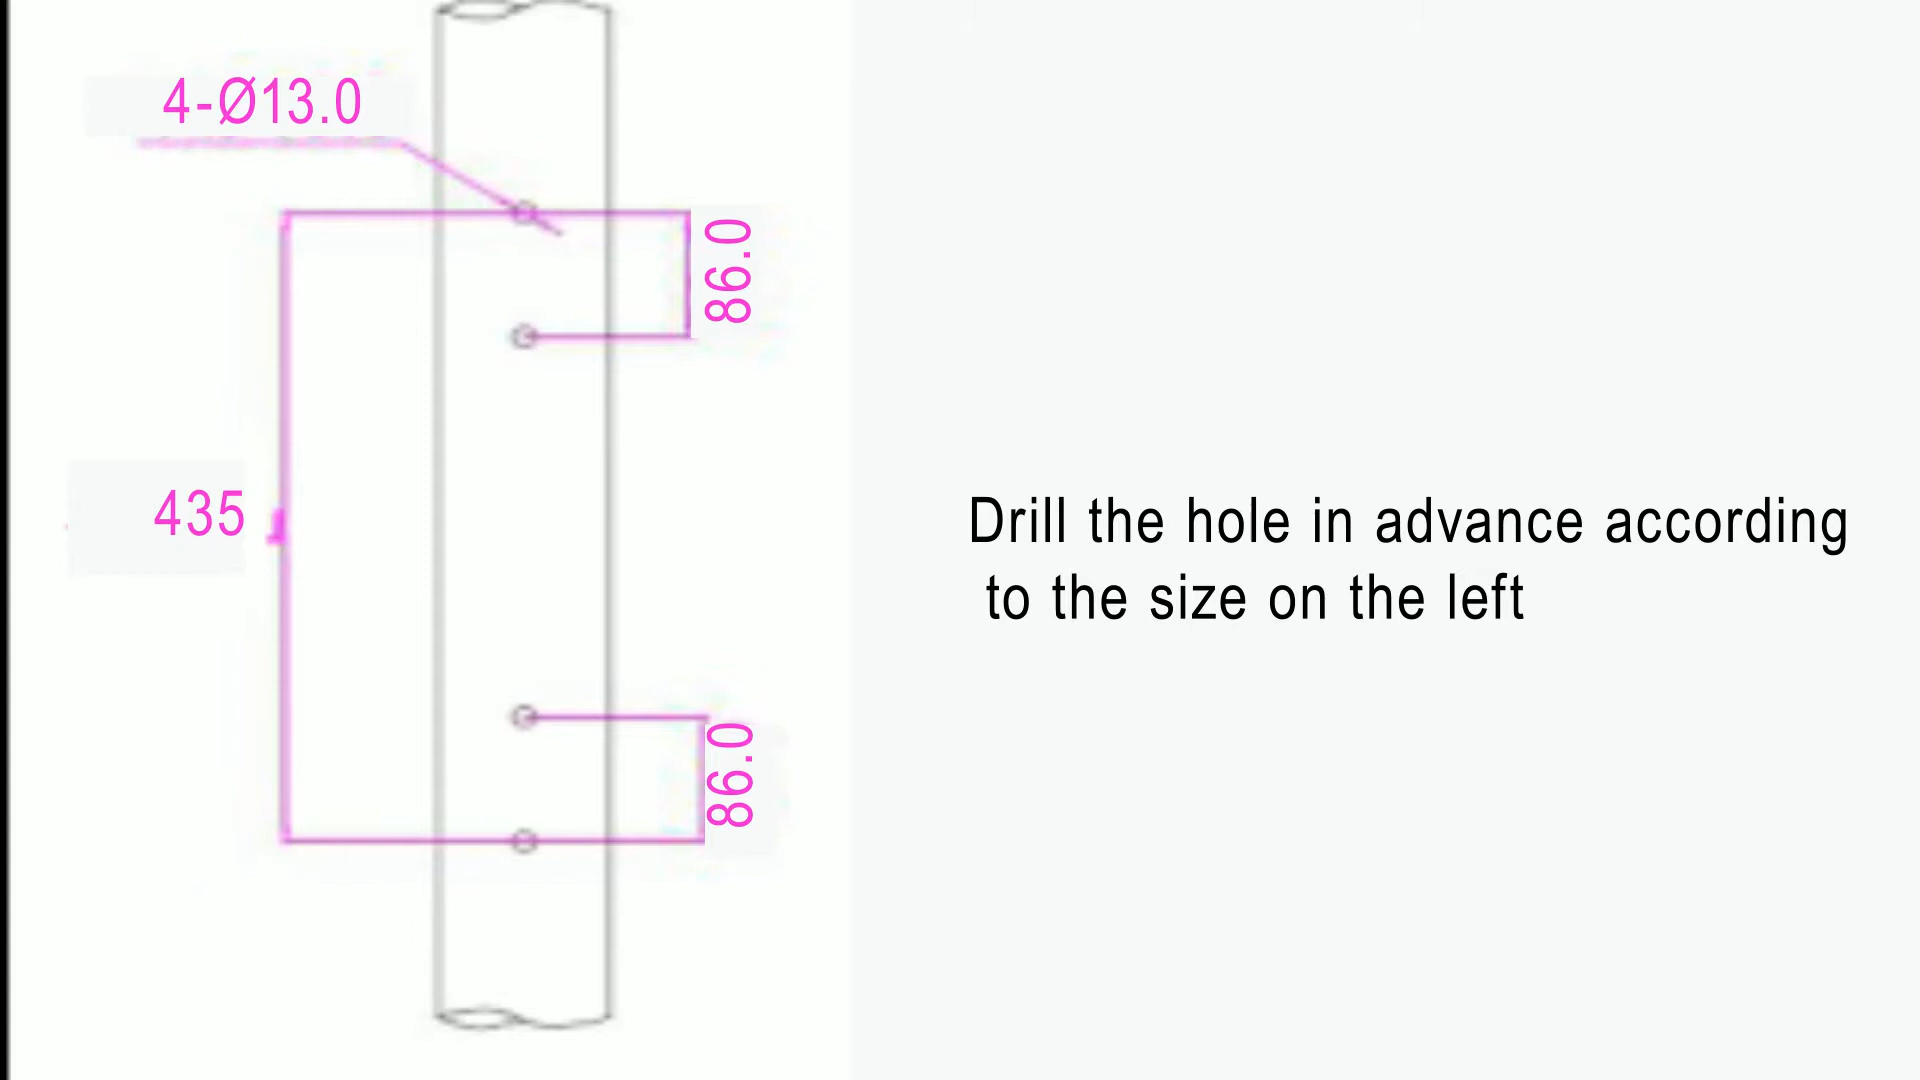 4-Ø13.0
86.0
435
Drill the hole in advance according
to the size on the left
86.0